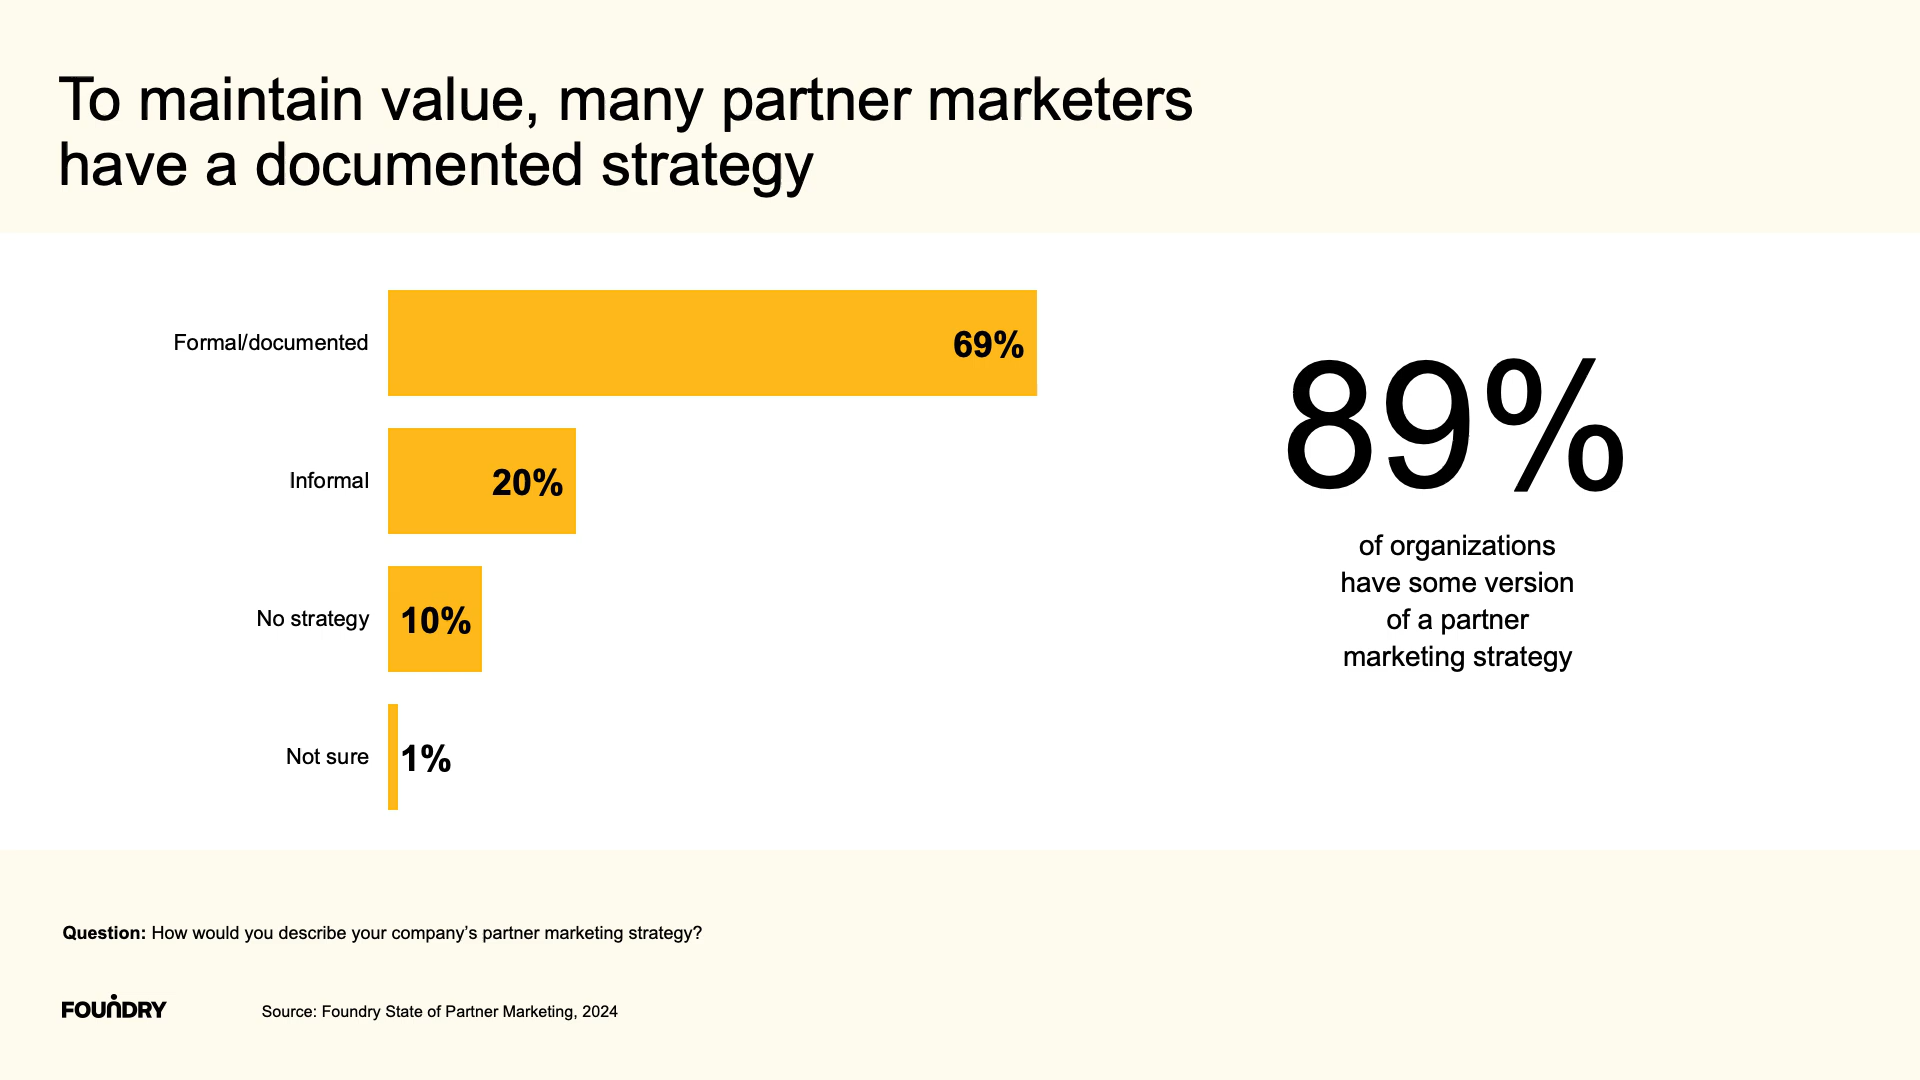 To maintain value, many partner marketers
have a documented strategy
Formal/documented
69%
Informal
20%
No strategy
10%
Not sure
1%
89%
of organizations
have some version
of a partner
marketing strategy
Question: How would you describe your company’s partner marketing strategy?
FOUNDRY
Source: Foundry State of Partner Marketing, 2024